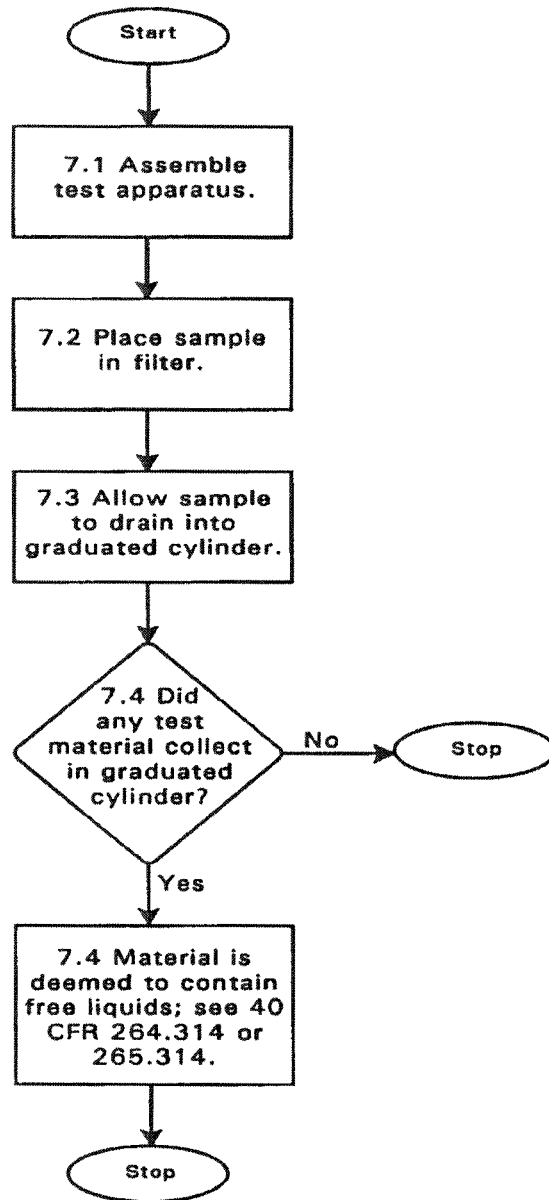 Start
7.1 Assemble
test apparatus.
7.2 Place sample
in filter.
7.3 Allow sample
to drain into
graduated cylinder.
7.4 Did
any test
material collect
in graduated
cylinder?
No
Stop
Yes
7.4 Material is
deemed to contain
free liquids; see 40
CFR 264.314 or
265.314.
Stop